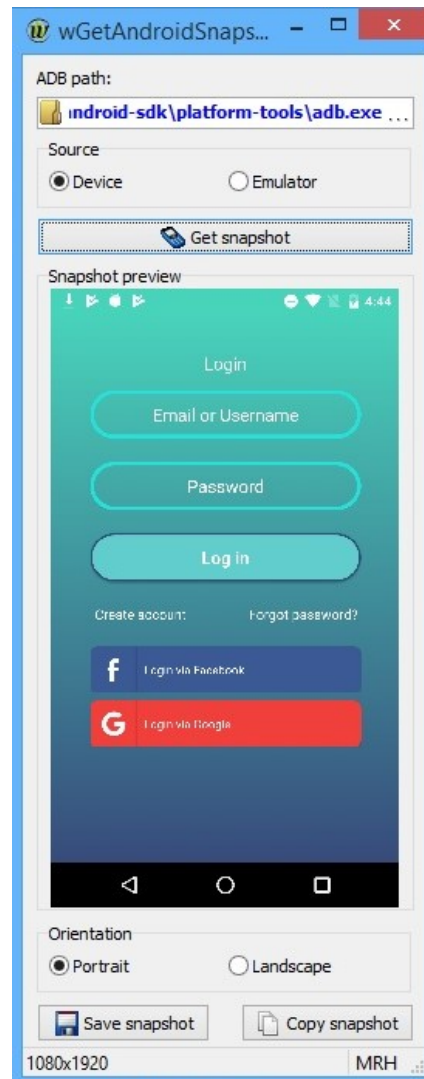 wGetAndroidSnaps...
ADB path:
ındroid-sdk\platform-tools\adb.exe ...
Source
Device Emulator
Get snapshot
Snapshot preview
4:44
Login
Email or Username
Password
Log in
Create account Forgot password?
f Login via Facebook
G Login via Google
Orientation
Portrait Landscape
Save snapshot Copy snapshot
1080x1920 MRH